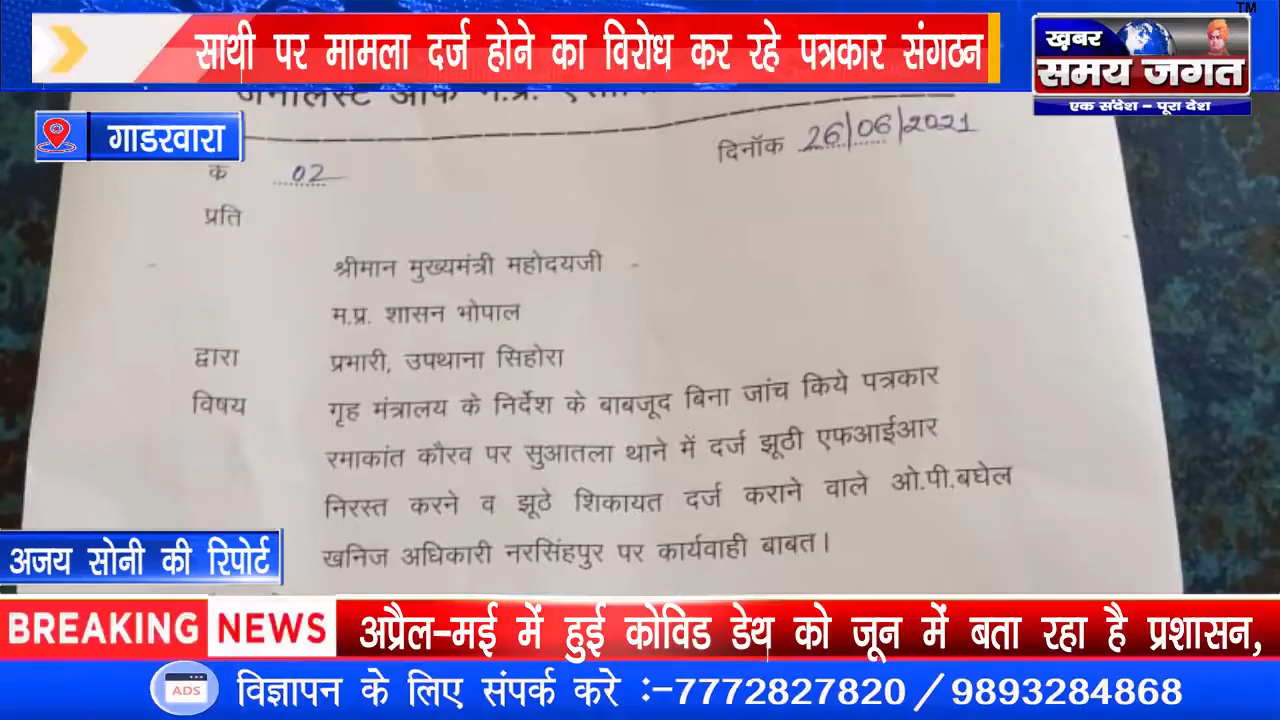 साथी पर मामला दर्ज होने का विरोध कर रहे पत्रकार संगठन
TM
ख़बर
समय जगत
एक संदेश - पूरा देश
गाडरवारा
दिनॉक 26/06/2021
क 02
प्रति
श्रीमान मुख्यमंत्री महोदयजी
म.प्र. शासन भोपाल
द्वारा प्रभारी, उपथाना सिहोरा
विषय गृह मंत्रालय के निर्देश के बाबजूद बिना जांच किये पत्रकार
रमाकांत कौरव पर सुआतला थाने में दर्ज झूठी एफआईआर
निरस्त करने व झूठे शिकायत दर्ज कराने वाले ओ.पी.बघेल
खनिज अधिकारी नरसिंहपुर पर कार्यवाही बाबत।
अजय सोनी की रिपोर्ट
BREAKING NEWS अप्रैल-मई में हुई कोविड डेथ को जून में बता रहा है प्रशासन,
ADS विज्ञापन के लिए संपर्क करे :-7772827820 / 9893284868